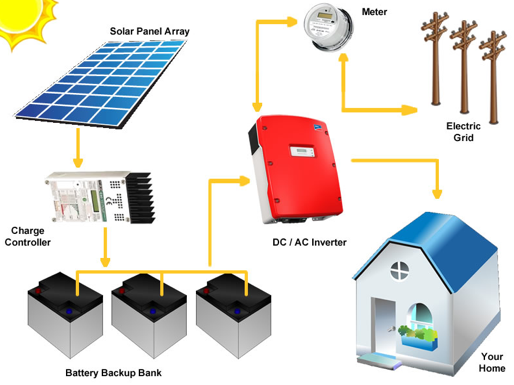 Solar Panel Array
Meter
Electric
Grid
Charge
Controller
DC / AC Inverter
Battery Backup Bank
Your
Home